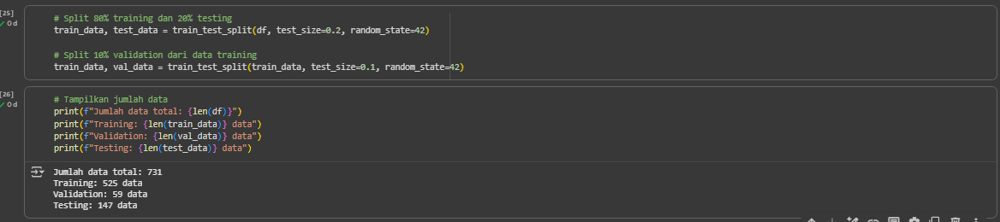 [25]
0 d
# Split 80% training dan 20% testing
train_data, test_data = train_test_split(df, test_size=0.2, random_state=42)
# Split 10% validation dari data training
train_data, val_data = train_test_split(train_data, test_size=0.1, random_state=42)
[26]
0 d
# Tampilkan jumlah data
print(f"Jumlah data total: {len(df)}")
print(f"Training: {len(train_data)} data")
print(f"Validation: {len(val_data)} data")
print(f"Testing: {len(test_data)} data")
Jumlah data total: 731
Training: 525 data
Validation: 59 data
Testing: 147 data